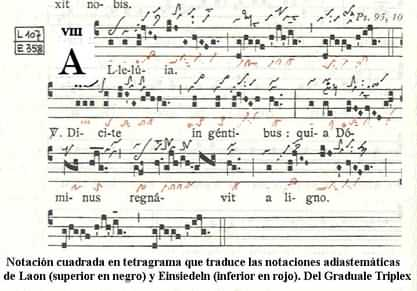 xit no - bis.
L 107
E 358
VIII
Ps. 95, 10
A
L-le-lú- ia.
℣. Di- ci-te in génti- bus : qui- a Dó-
mi- nus regná- vit a li-gno.
Notación cuadrada en tetragrama que traduce las notaciones adiastemáticas
de Laon (superior en negro) y Einsiedeln (inferior en rojo). Del Graduale Triplex